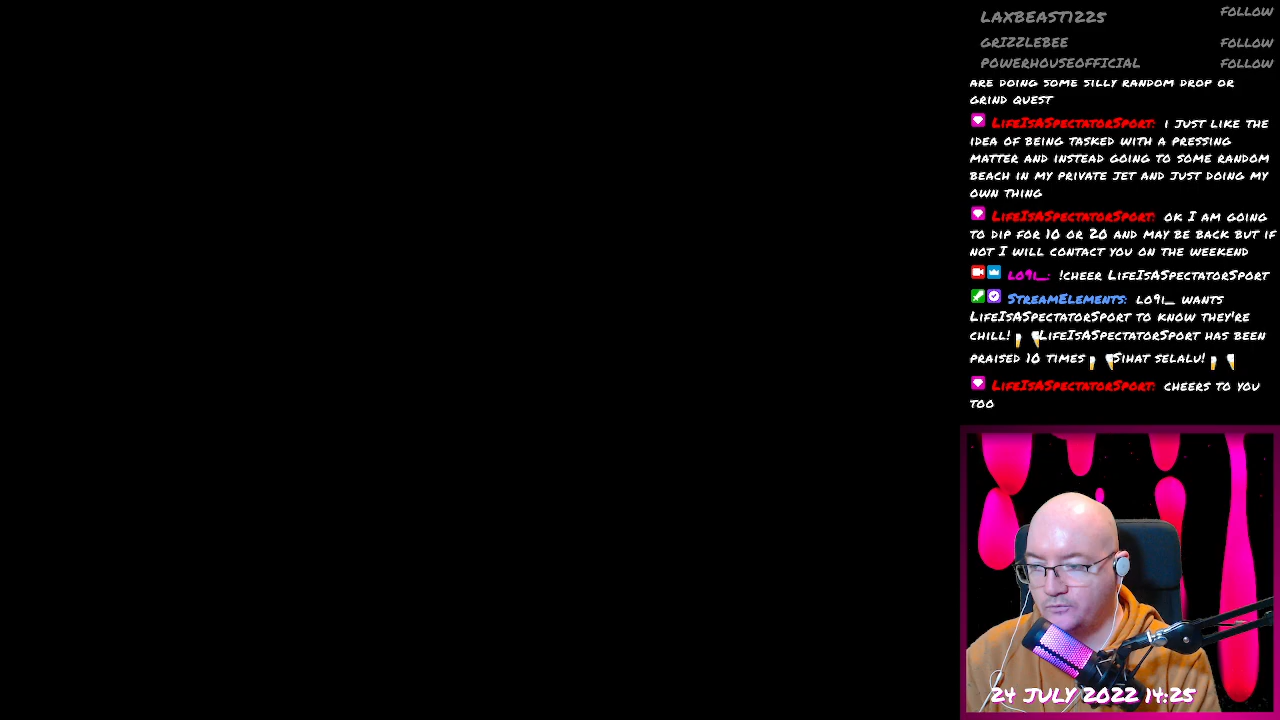 LAXBEAST1225 FOLLOW
GRIZZLEBEE FOLLOW
POWERHOUSEOFFICIAL FOLLOW
ARE DOING SOME SILLY RANDOM DROP OR
GRIND QUEST
LIFEISASPECTATORSPORT: I JUST LIKE THE
IDEA OF BEING TASKED WITH A PRESSING
MATTER AND INSTEAD GOING TO SOME RANDOM
BEACH IN MY PRIVATE JET AND JUST DOING MY
OWN THING
LIFEISASPECTATORSPORT: OK I AM GOING
TO DIP FOR 10 OR 20 AND MAY BE BACK BUT IF
NOT I WILL CONTACT YOU ON THE WEEKEND
LO9I_: !CHEER LIFEISASPECTATORSPORT
STREAMELEMENTS: LO9I_ WANTS
LIFEISASPECTATORSPORT TO KNOW THEY'RE
CHILL! LIFEISASPECTATORSPORT HAS BEEN
PRAISED 10 TIMES SIHAT SELALU!
LIFEISASPECTATORSPORT: CHEERS TO YOU
TOO
24 JULY 2022 14:25